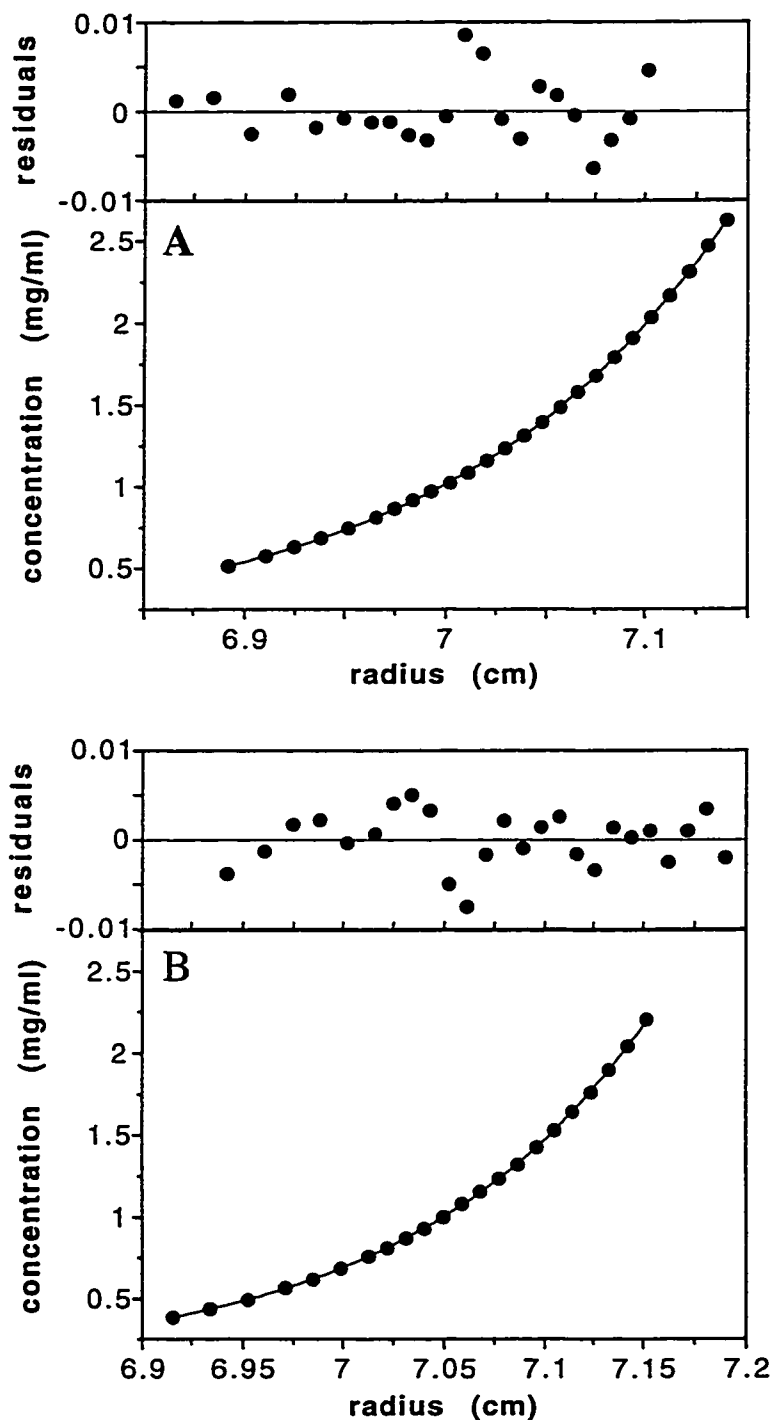 0.01
residuals
0
-0.01
A
2.5
concentration (mg/ml)
2
1.5
1
0.5
6.9 7 7.1
radius (cm)
0.01
residuals
0
-0.01
B
2.5
concentration (mg/ml)
2
1.5
1
0.5
6.9 6.95 7 7.05 7.10 7.15 7.2
radius (cm)